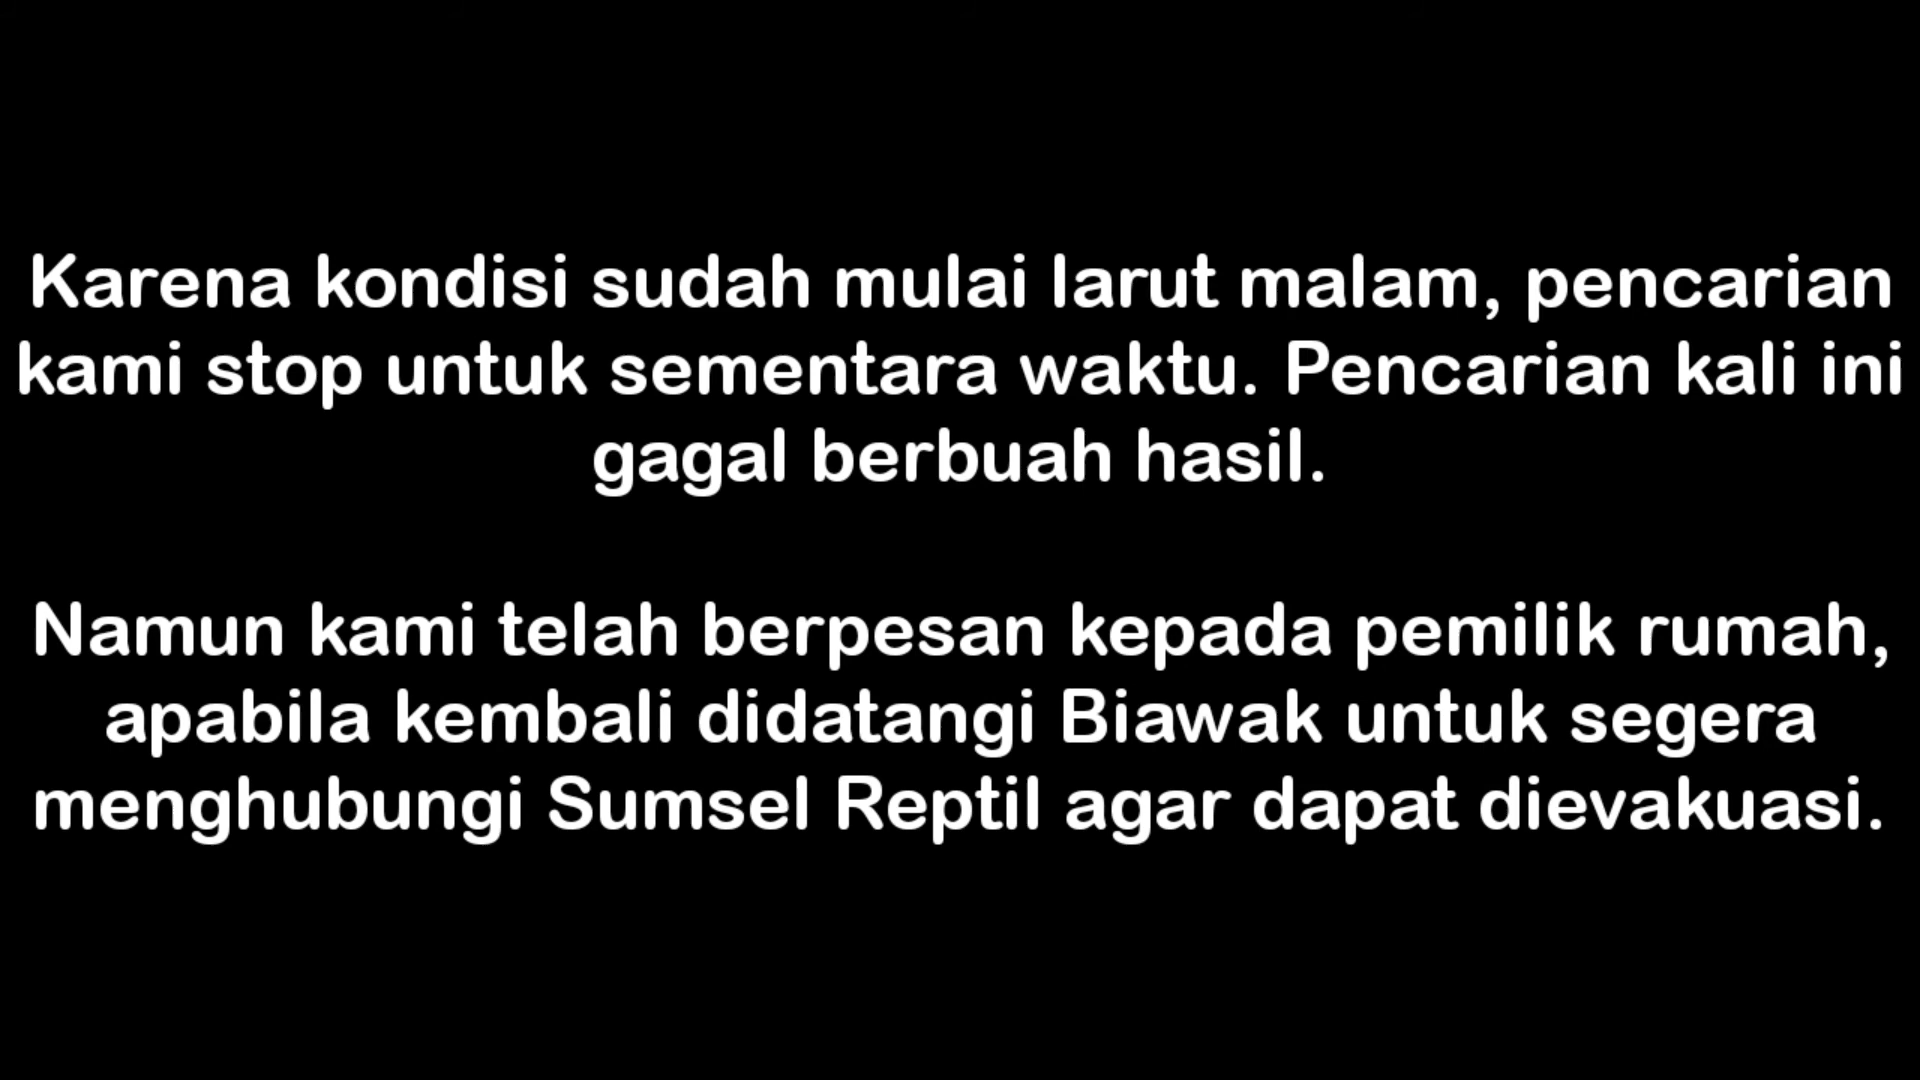 Karena kondisi sudah mulai larut malam, pencarian
kami stop untuk sementara waktu. Pencarian kali ini
gagal berbuah hasil.
Namun kami telah berpesan kepada pemilik rumah,
apabila kembali didatangi Biawak untuk segera
menghubungi Sumsel Reptil agar dapat dievakuasi.